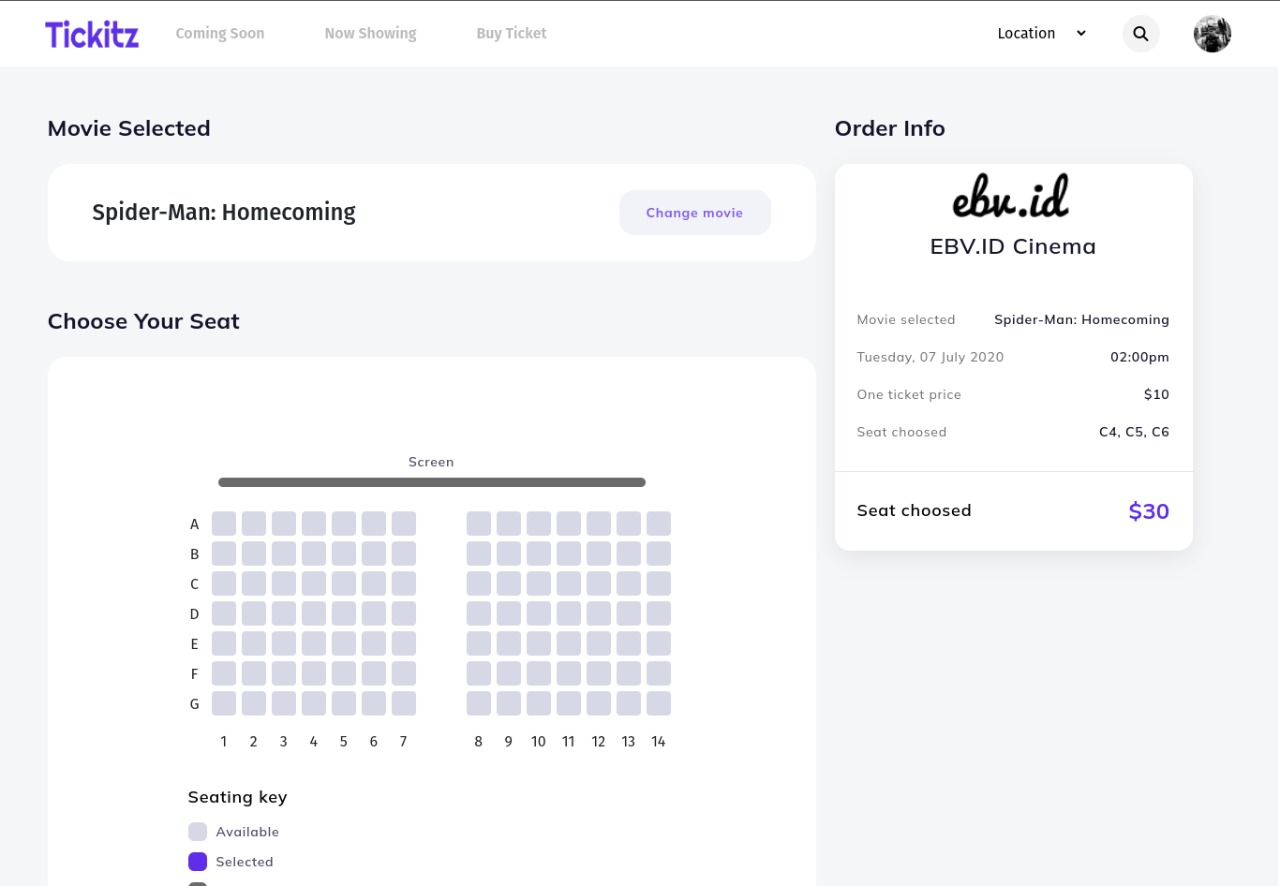 Tickitz Coming Soon Now Showing Buy Ticket Location
Movie Selected
Spider-Man: Homecoming Change movie
Choose Your Seat
Screen
A
B
C
D
E
F
G
1 2 3 4 5 6 7 8 9 10 11 12 13 14
Seating key
Available
Selected
Order Info
ebv.id
EBV.ID Cinema
Movie selected Spider-Man: Homecoming
Tuesday, 07 July 2020 02:00pm
One ticket price $10
Seat choosed C4, C5, C6
Seat choosed $30